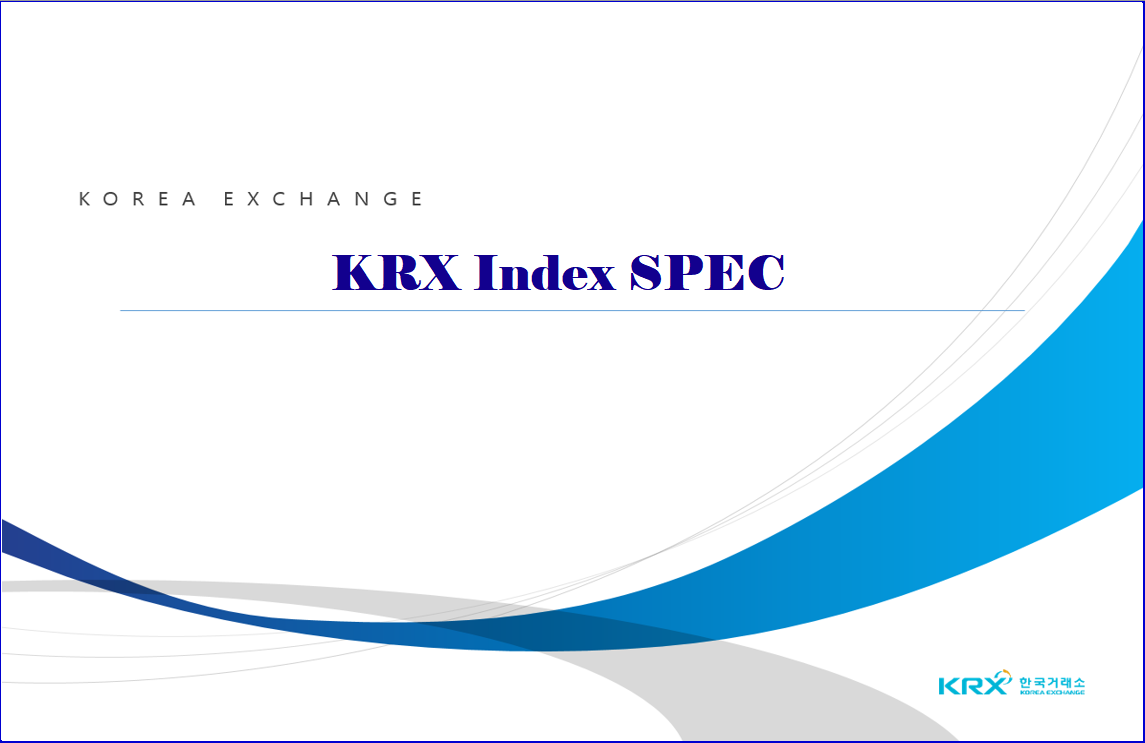 KOREA EXCHANGE
KRX Index SPEC
KRX 한국거래소
KOREA EXCHANGE